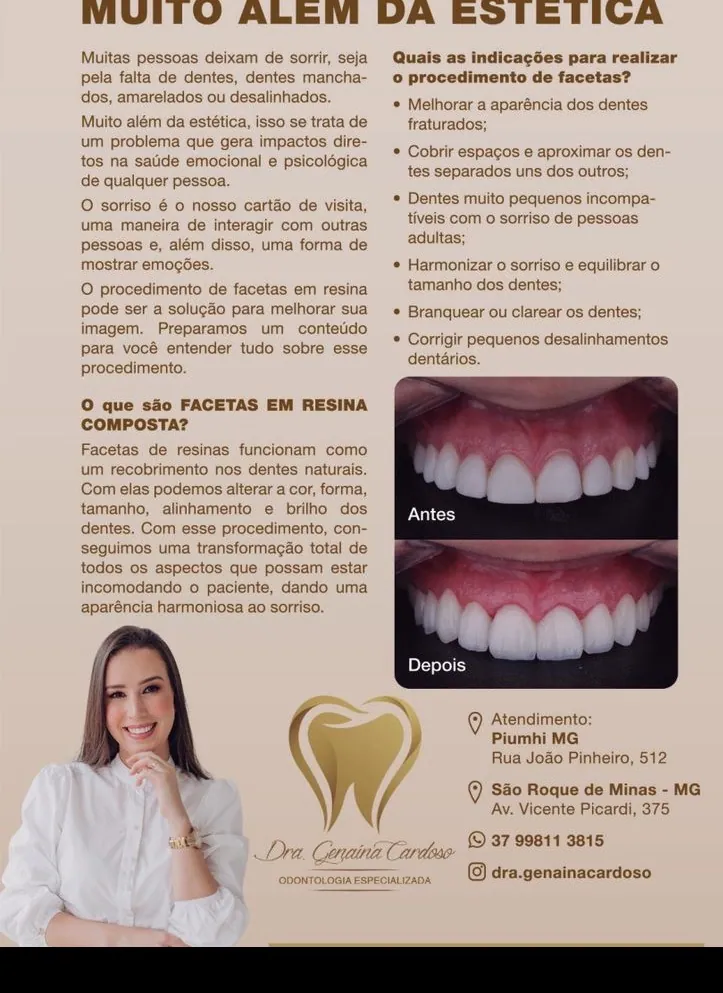 MUITO ALÉM DA ESTÉTICA
Muitas pessoas deixam de sorrir, seja
pela falta de dentes, dentes mancha-
dos, amarelados ou desalinhados.
Muito além da estética, isso se trata de
um problema que gera impactos dire-
tos na saúde emocional e psicológica
de qualquer pessoa.
O sorriso é o nosso cartão de visita,
uma maneira de interagir com outras
pessoas e, além disso, uma forma de
mostrar emoções.
O procedimento de facetas em resina
pode ser a solução para melhorar sua
imagem. Preparamos um conteúdo
para você entender tudo sobre esse
procedimento.
O que são FACETAS EM RESINA
COMPOSTA?
Facetas de resinas funcionam como
um recobrimento nos dentes naturais.
Com elas podemos alterar a cor, forma,
tamanho, alinhamento e brilho dos
dentes. Com esse procedimento, con-
seguimos uma transformação total de
todos os aspectos que possam estar
incomodando o paciente, dando uma
aparência harmoniosa ao sorriso.
Quais as indicações para realizar
o procedimento de facetas?
• Melhorar a aparência dos dentes
fraturados;
• Cobrir espaços e aproximar os den-
tes separados uns dos outros;
• Dentes muito pequenos incompa-
tíveis com o sorriso de pessoas
adultas;
• Harmonizar o sorriso e equilibrar o
tamanho dos dentes;
• Branquear ou clarear os dentes;
• Corrigir pequenos desalinhamentos
dentários.
Antes
Depois
Dra. Genaina Cardoso
ODONTOLOGIA ESPECIALIZADA
Atendimento:
Piumhi MG
Rua João Pinheiro, 512
São Roque de Minas - MG
Av. Vicente Picardi, 375
37 99811 3815
dra.genainacardoso